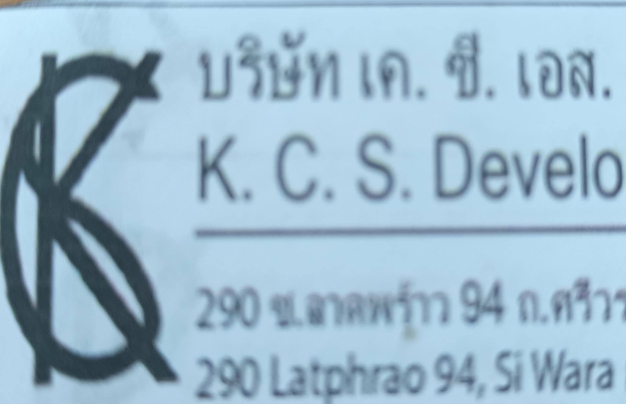 บริษัท เค. ซี. เอส.
K. C. S. Develo
290 ซ.ลาดพร้าว 94 ถ.ศรีวร
290 Latphrao 94, Si Wara